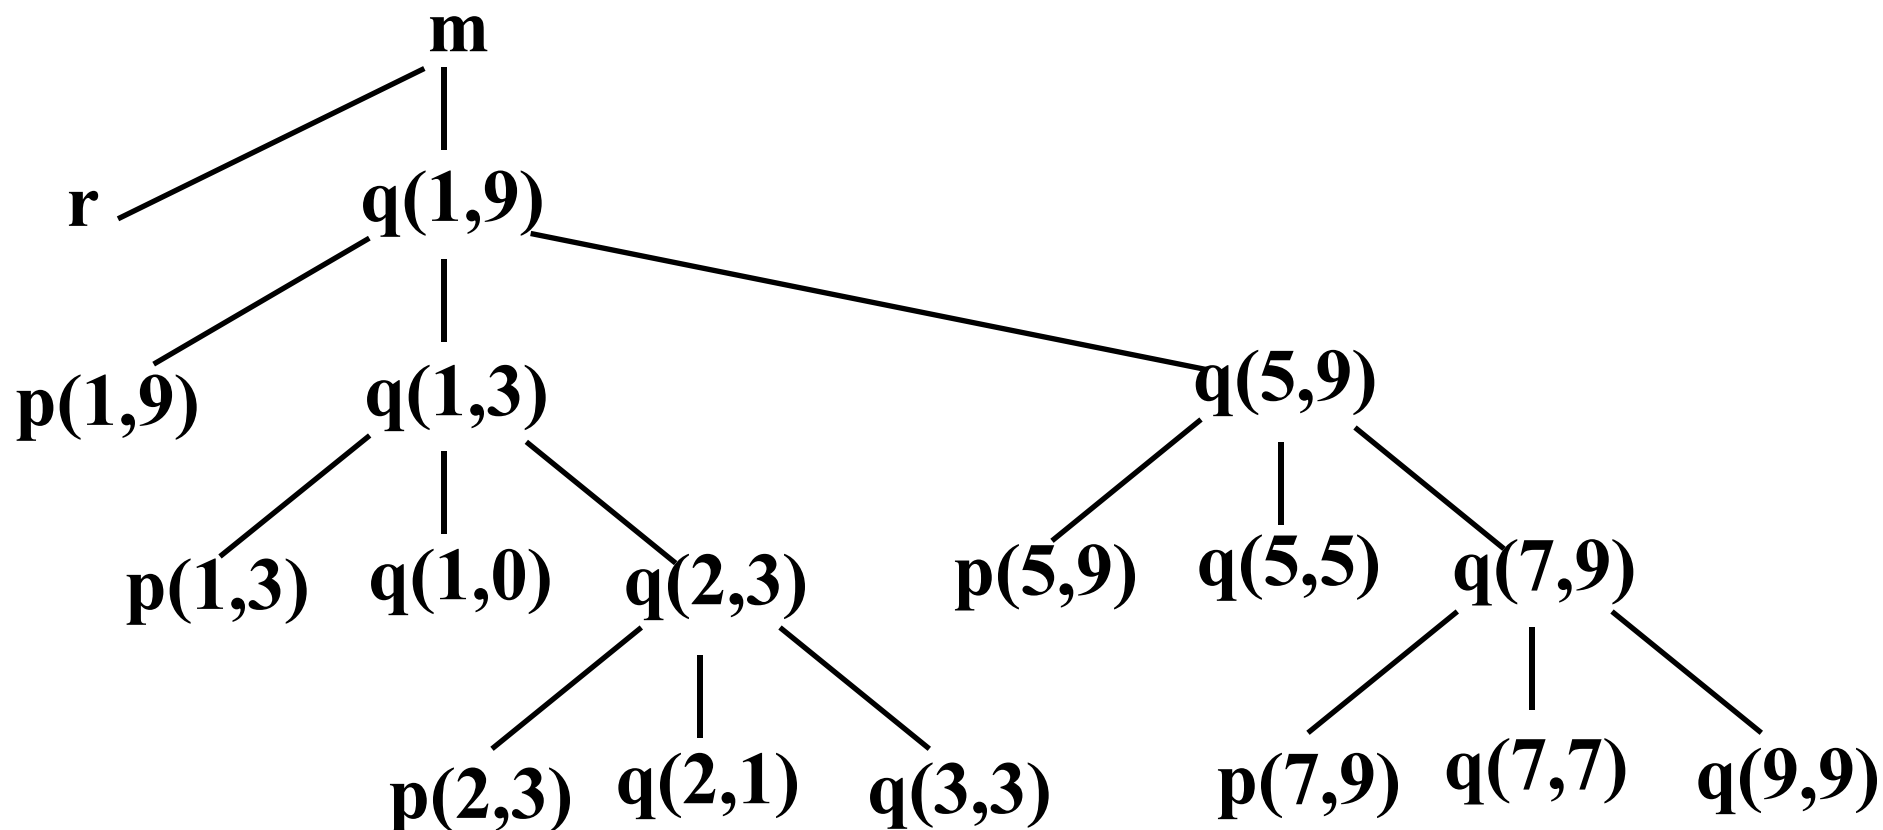 m
r q(1,9)
p(1,9) q(1,3) q(5,9)
p(1,3) q(1,0) q(2,3) p(5,9) q(5,5) q(7,9)
p(2,3) q(2,1) q(3,3) p(7,9) q(7,7) q(9,9)